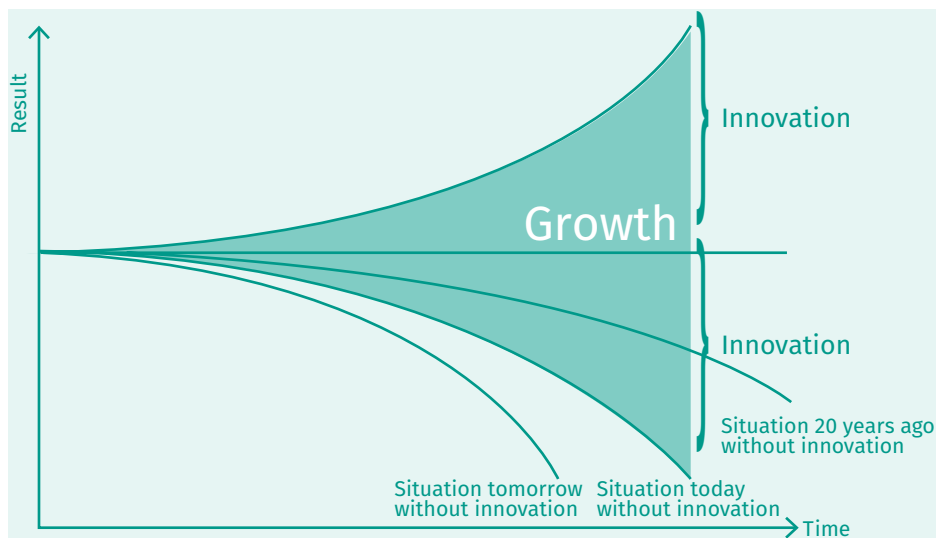 Result
Innovation
Growth
Innovation
Situation 20 years ago
without innovation
Situation tomorrow
without innovation
Situation today
without innovation
Time